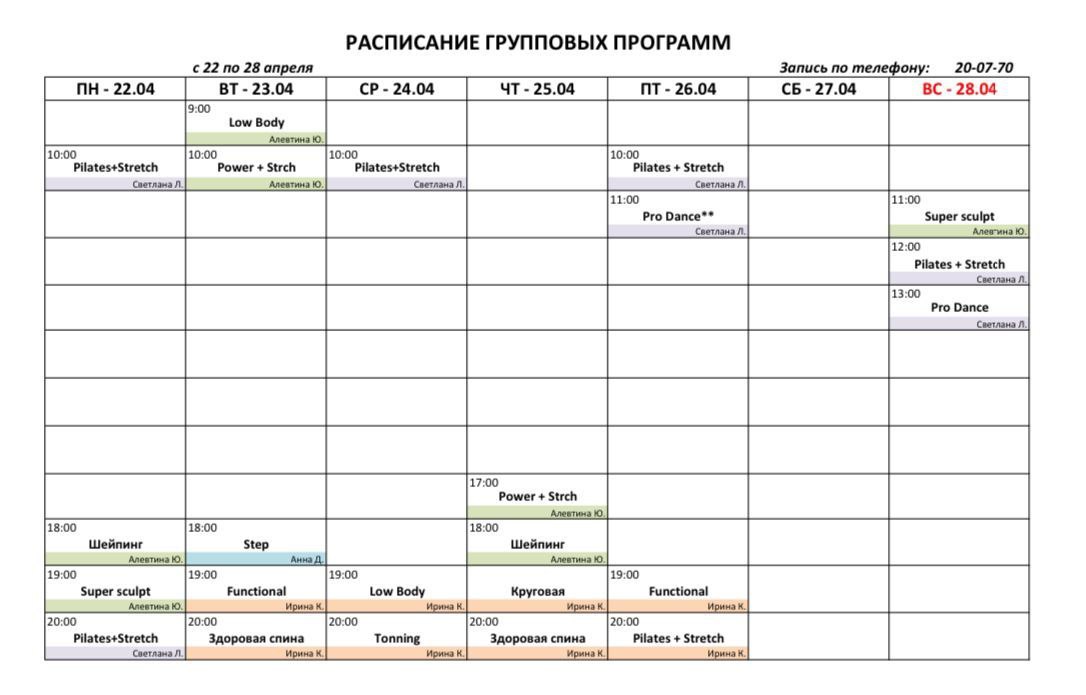 РАСПИСАНИЕ ГРУППОВЫХ ПРОГРАММ
с 22 по 28 апреля Запись по телефону: 20-07-70
ПН - 22.04 ВТ - 23.04 СР - 24.04 ЧТ - 25.04 ПТ - 26.04 СБ - 27.04 ВС - 28.04
9:00
Low Body
Алевтина Ю.
10:00 10:00 10:00 10:00
Pilates+Stretch Power + Strch Pilates+Stretch Pilates + Stretch
Светлана Л. Алевтина Ю. Светлана Л. Светлана Л.
11:00 11:00
Pro Dance** Super sculpt
Светлана Л. Алевтина Ю.
12:00
Pilates + Stretch
Светлана Л.
13:00
Pro Dance
Светлана Л.
17:00
Power + Strch
Алевтина Ю.
18:00 18:00 18:00
Шейпинг Step Шейпинг
Алевтина Ю. Анна Д. Алевтина Ю.
19:00 19:00 19:00 19:00
Super sculpt Functional Low Body Круговая Functional
Алевтина Ю. Ирина К. Ирина К. Ирина К. Ирина К.
20:00 20:00 20:00 20:00 20:00
Pilates+Stretch Здоровая спина Tonning Здоровая спина Pilates + Stretch
Светлана Л. Ирина К. Ирина К. Ирина К. Ирина К.